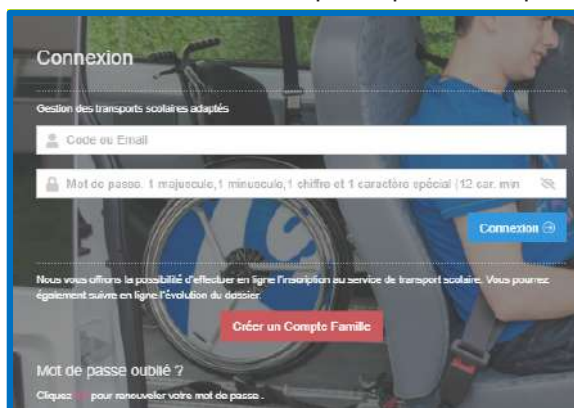 Connexion
Gestion des transports scolaires adaptés
Code ou Email
Mot de passe. 1 majuscule,1 minuscule,1 chiffre et 1 caractère spécial (12 car. min
Connexion
Nous vous offrons la possibilité d'effectuer en ligne l'inscription au service de transport scolaire. Vous pourrez
également suivre en ligne l'évolution du dossier.
Créer un Compte Famille
Mot de passe oublié ?
Cliquez pour renouveler votre mot de passe .